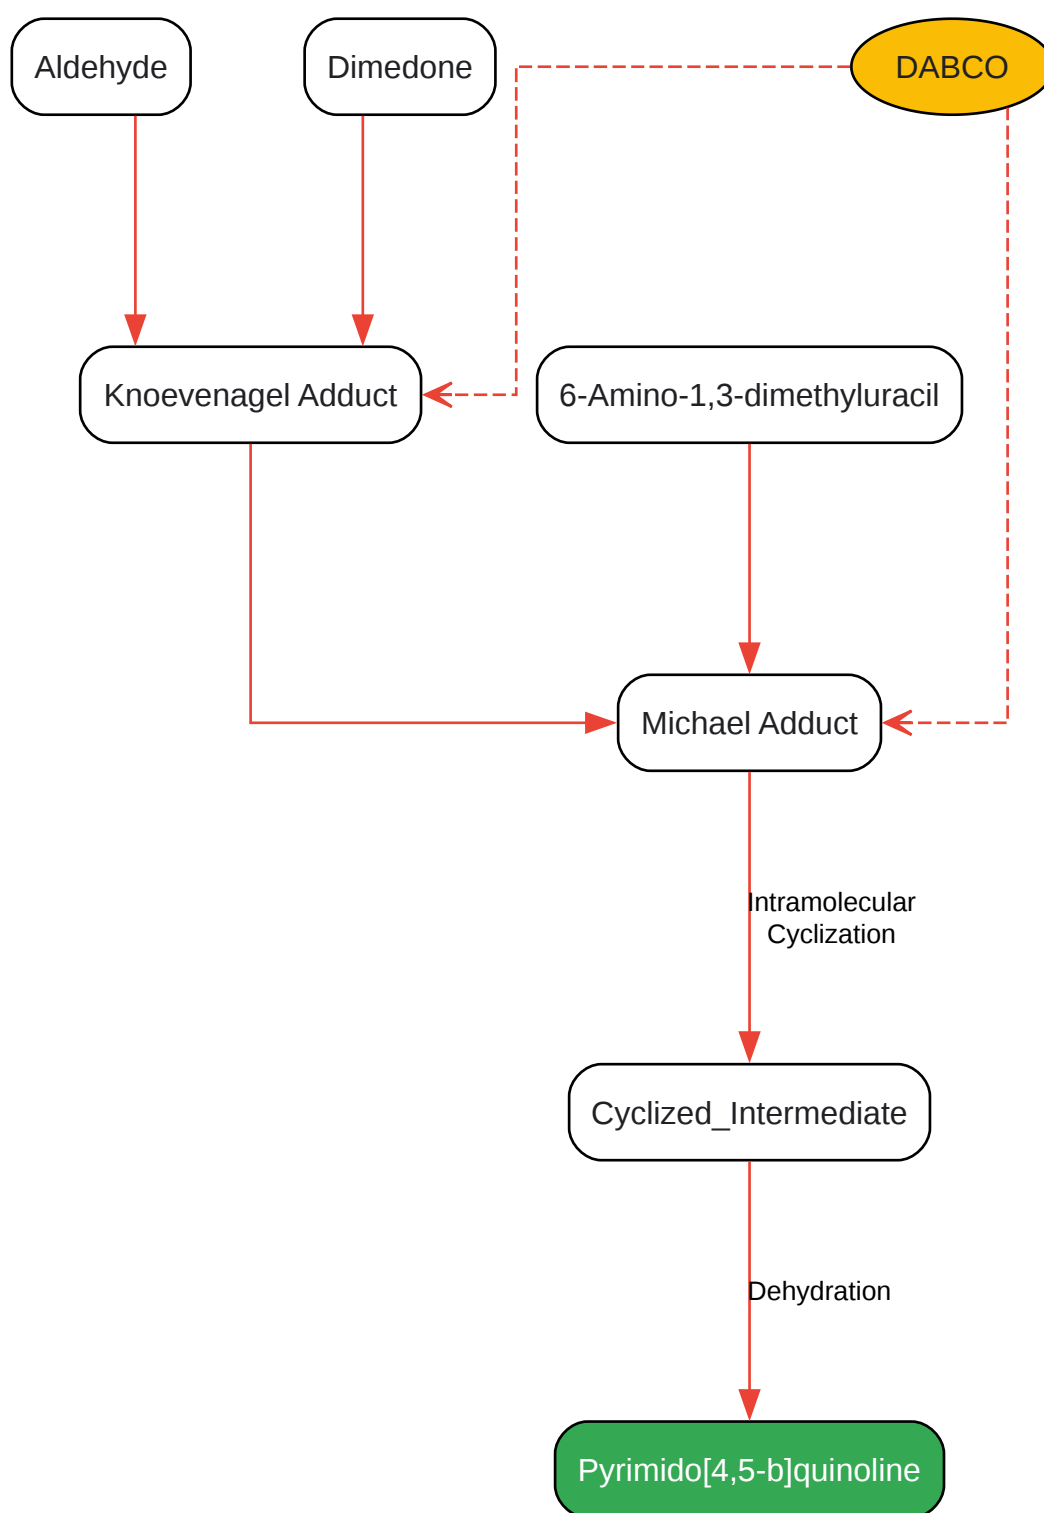 Aldehyde
Dimedone
DABCO
Knoevenagel Adduct
6-Amino-1,3-dimethyluracil
Michael Adduct
Intramolecular
Cyclization
Cyclized_Intermediate
Dehydration
Pyrimido[4,5-b]quinoline